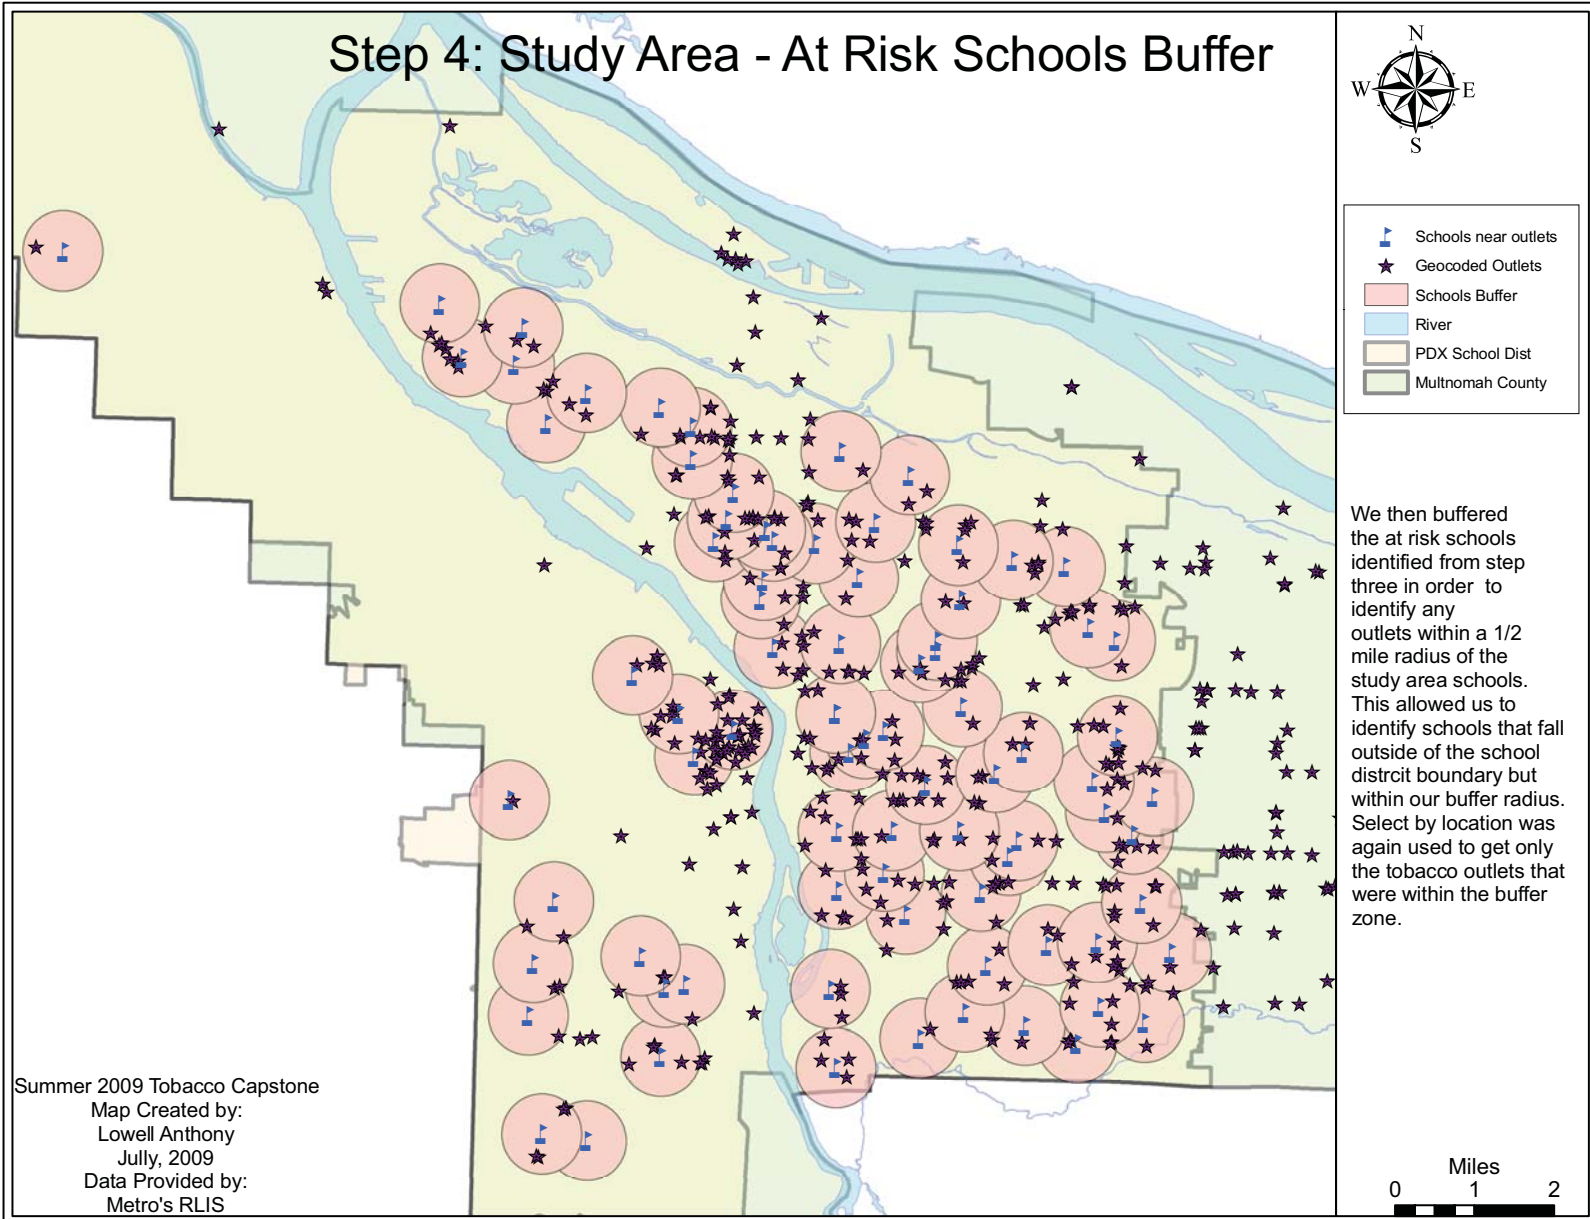 Step 4: Study Area - At Risk Schools Buffer
N
W
E
S
Schools near outlets
Geocoded Outlets
Schools Buffer
River
PDX School Dist
Multnomah County
We then buffered
the at risk schools
identified from step
three in order to
identify any
outlets within a 1/2
mile radius of the
study area schools.
This allowed us to
identify schools that fall
outside of the school
distrcit boundary but
within our buffer radius.
Select by location was
again used to get only
the tobacco outlets that
were within the buffer
zone.
Summer 2009 Tobacco Capstone
Map Created by:
Lowell Anthony
Jully, 2009
Data Provided by:
Metro's RLIS
Miles
0 1 2